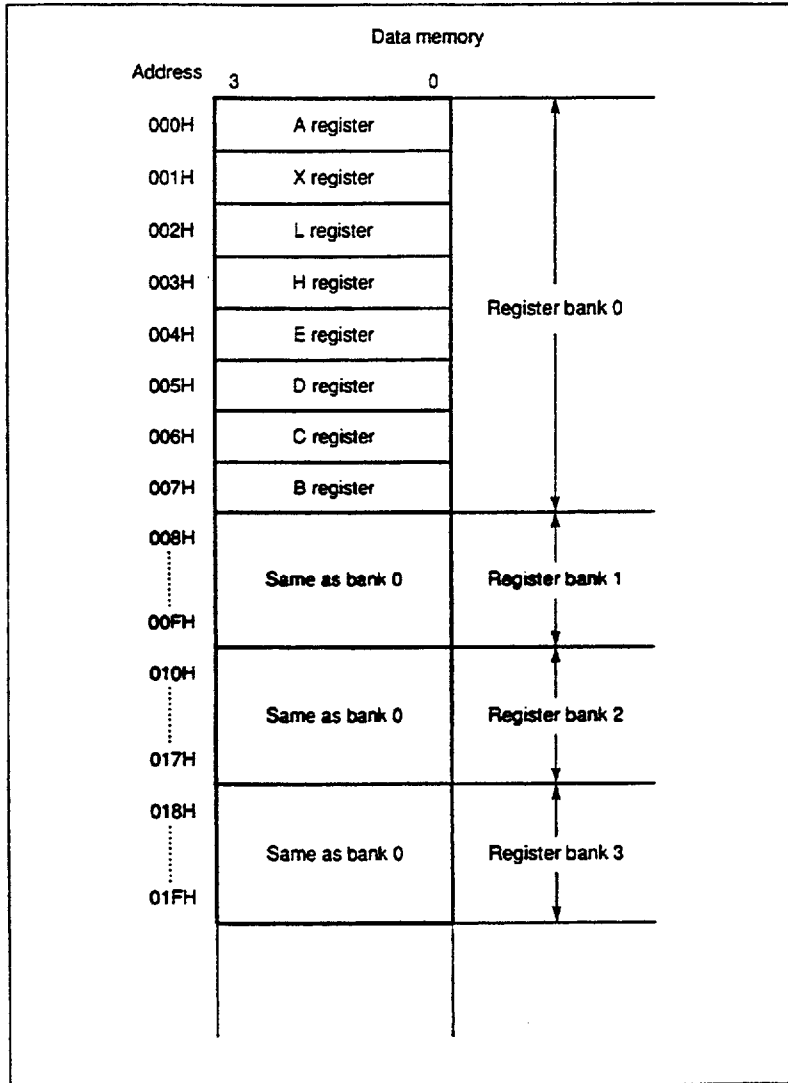 Data memory
Address
3 0
000H A register
001H X register
002H L register
003H H register
Register bank 0
004H E register
005H D register
006H C register
007H B register
008H
Same as bank 0 Register bank 1
00FH
010H
Same as bank 0 Register bank 2
017H
018H
Same as bank 0 Register bank 3
01FH